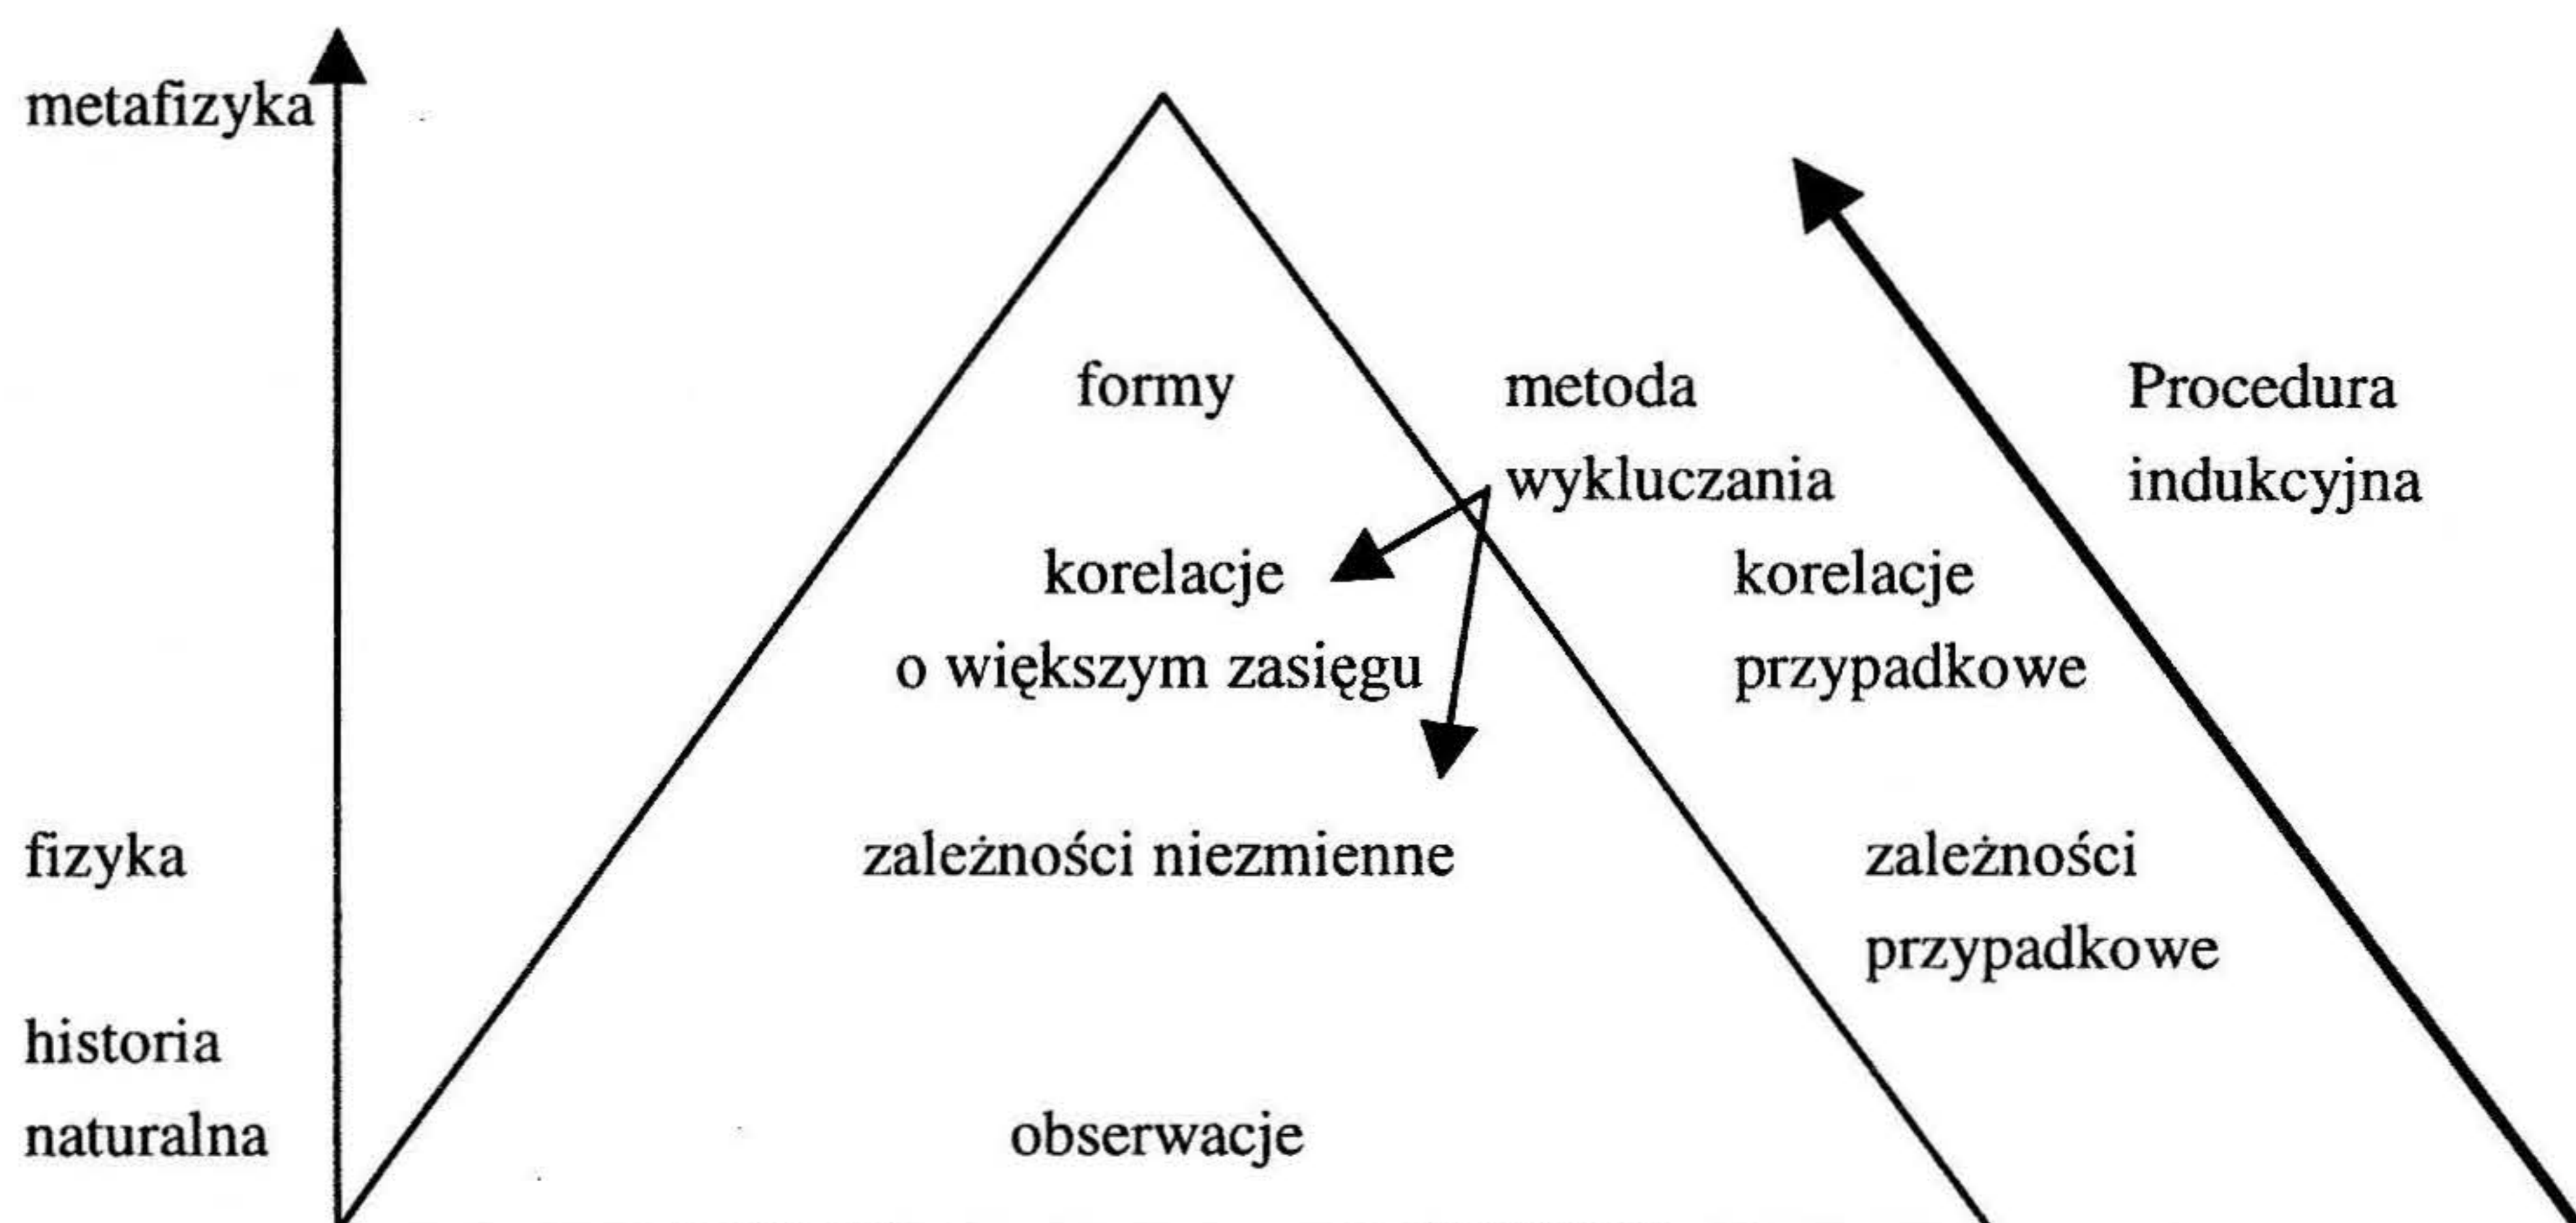 metafizyka
formy
metoda
wykluczania
Procedura
indukcyjna
korelacje
o większym zasięgu
korelacje
przypadkowe
fizyka
zależności niezmienne
zależności
przypadkowe
historia
naturalna
obserwacje